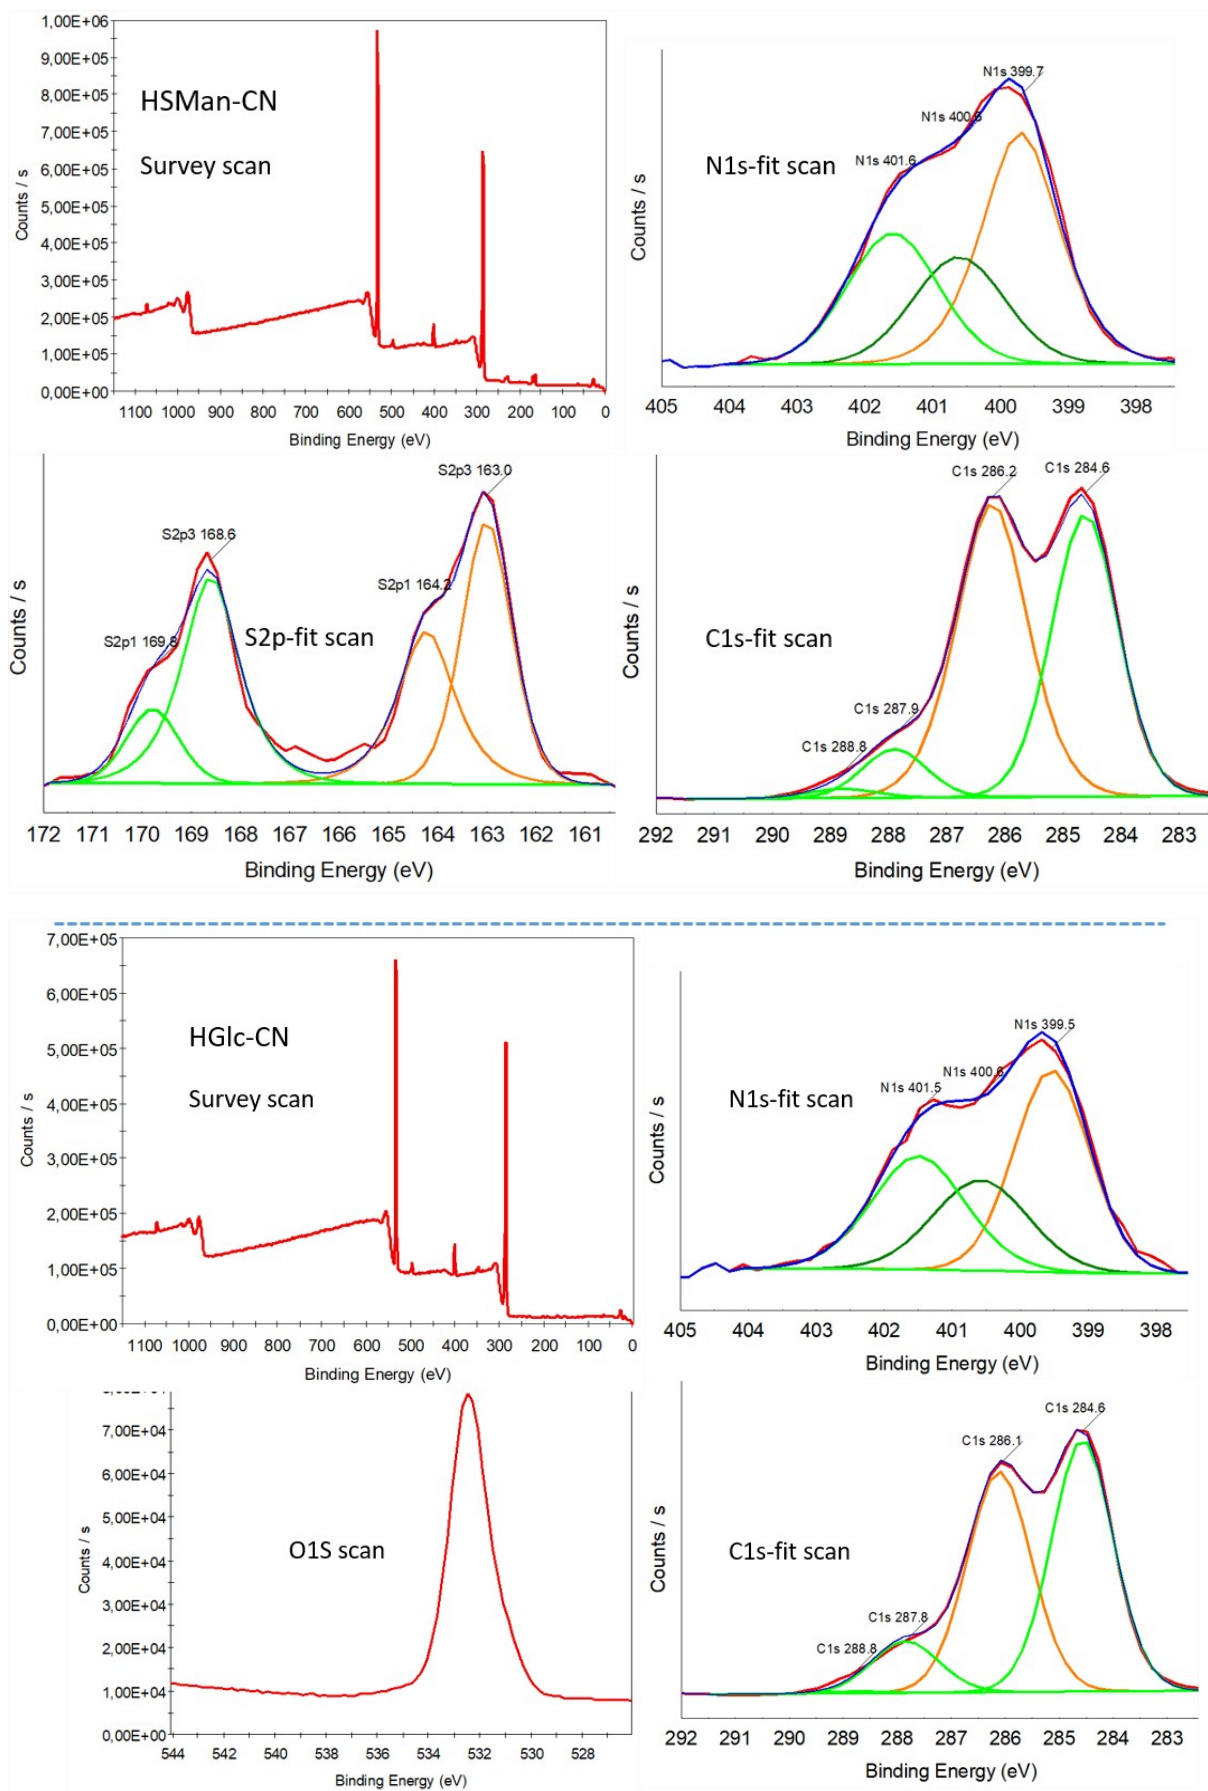 1,00E+06
9,00E+05
8,00E+05
7,00E+05
6,00E+05
5,00E+05
4,00E+05
3,00E+05
2,00E+05
1,00E+05
0,00E+00
Counts / s
HSMan-CN
Survey scan
1000 900 800 700 600 500 400 300 200 100 0
Binding Energy (eV)
N1s 399.7
N1s 400.6
N1s 401.6
N1s-fit scan
Counts / s
405 404 403 402 401 400 399 398
Binding Energy (eV)
S2p3 163.0
S2p3 168.6
S2p1 164.2
S2p1 169.8
S2p-fit scan
Counts / s
172 171 170 169 168 167 166 165 164 163 162 161
Binding Energy (eV)
C1s 286.2
C1s 284.6
C1s 287.9
C1s 288.8
C1s-fit scan
Counts / s
292 291 290 289 288 287 286 285 284 283
Binding Energy (eV)
7,00E+05
6,00E+05
5,00E+05
4,00E+05
3,00E+05
2,00E+05
1,00E+05
0,00E+00
Counts / s
HGlc-CN
Survey scan
1100 1000 900 800 700 600 500 400 300 200 100 0
Binding Energy (eV)
N1s 399.5
N1s 400.6
N1s 401.5
N1s-fit scan
Counts / s
405 404 403 402 401 400 399 398
Binding Energy (eV)
7,00E+04
6,00E+04
5,00E+04
4,00E+04
3,00E+04
2,00E+04
1,00E+04
0,00E+00
Counts / s
O1S scan
544 542 540 538 536 534 532 530 528
Binding Energy (eV)
C1s 284.6
C1s 286.1
C1s 287.8
C1s 288.8
C1s-fit scan
Counts / s
292 291 290 289 288 287 286 285 284 283
Binding Energy (eV)